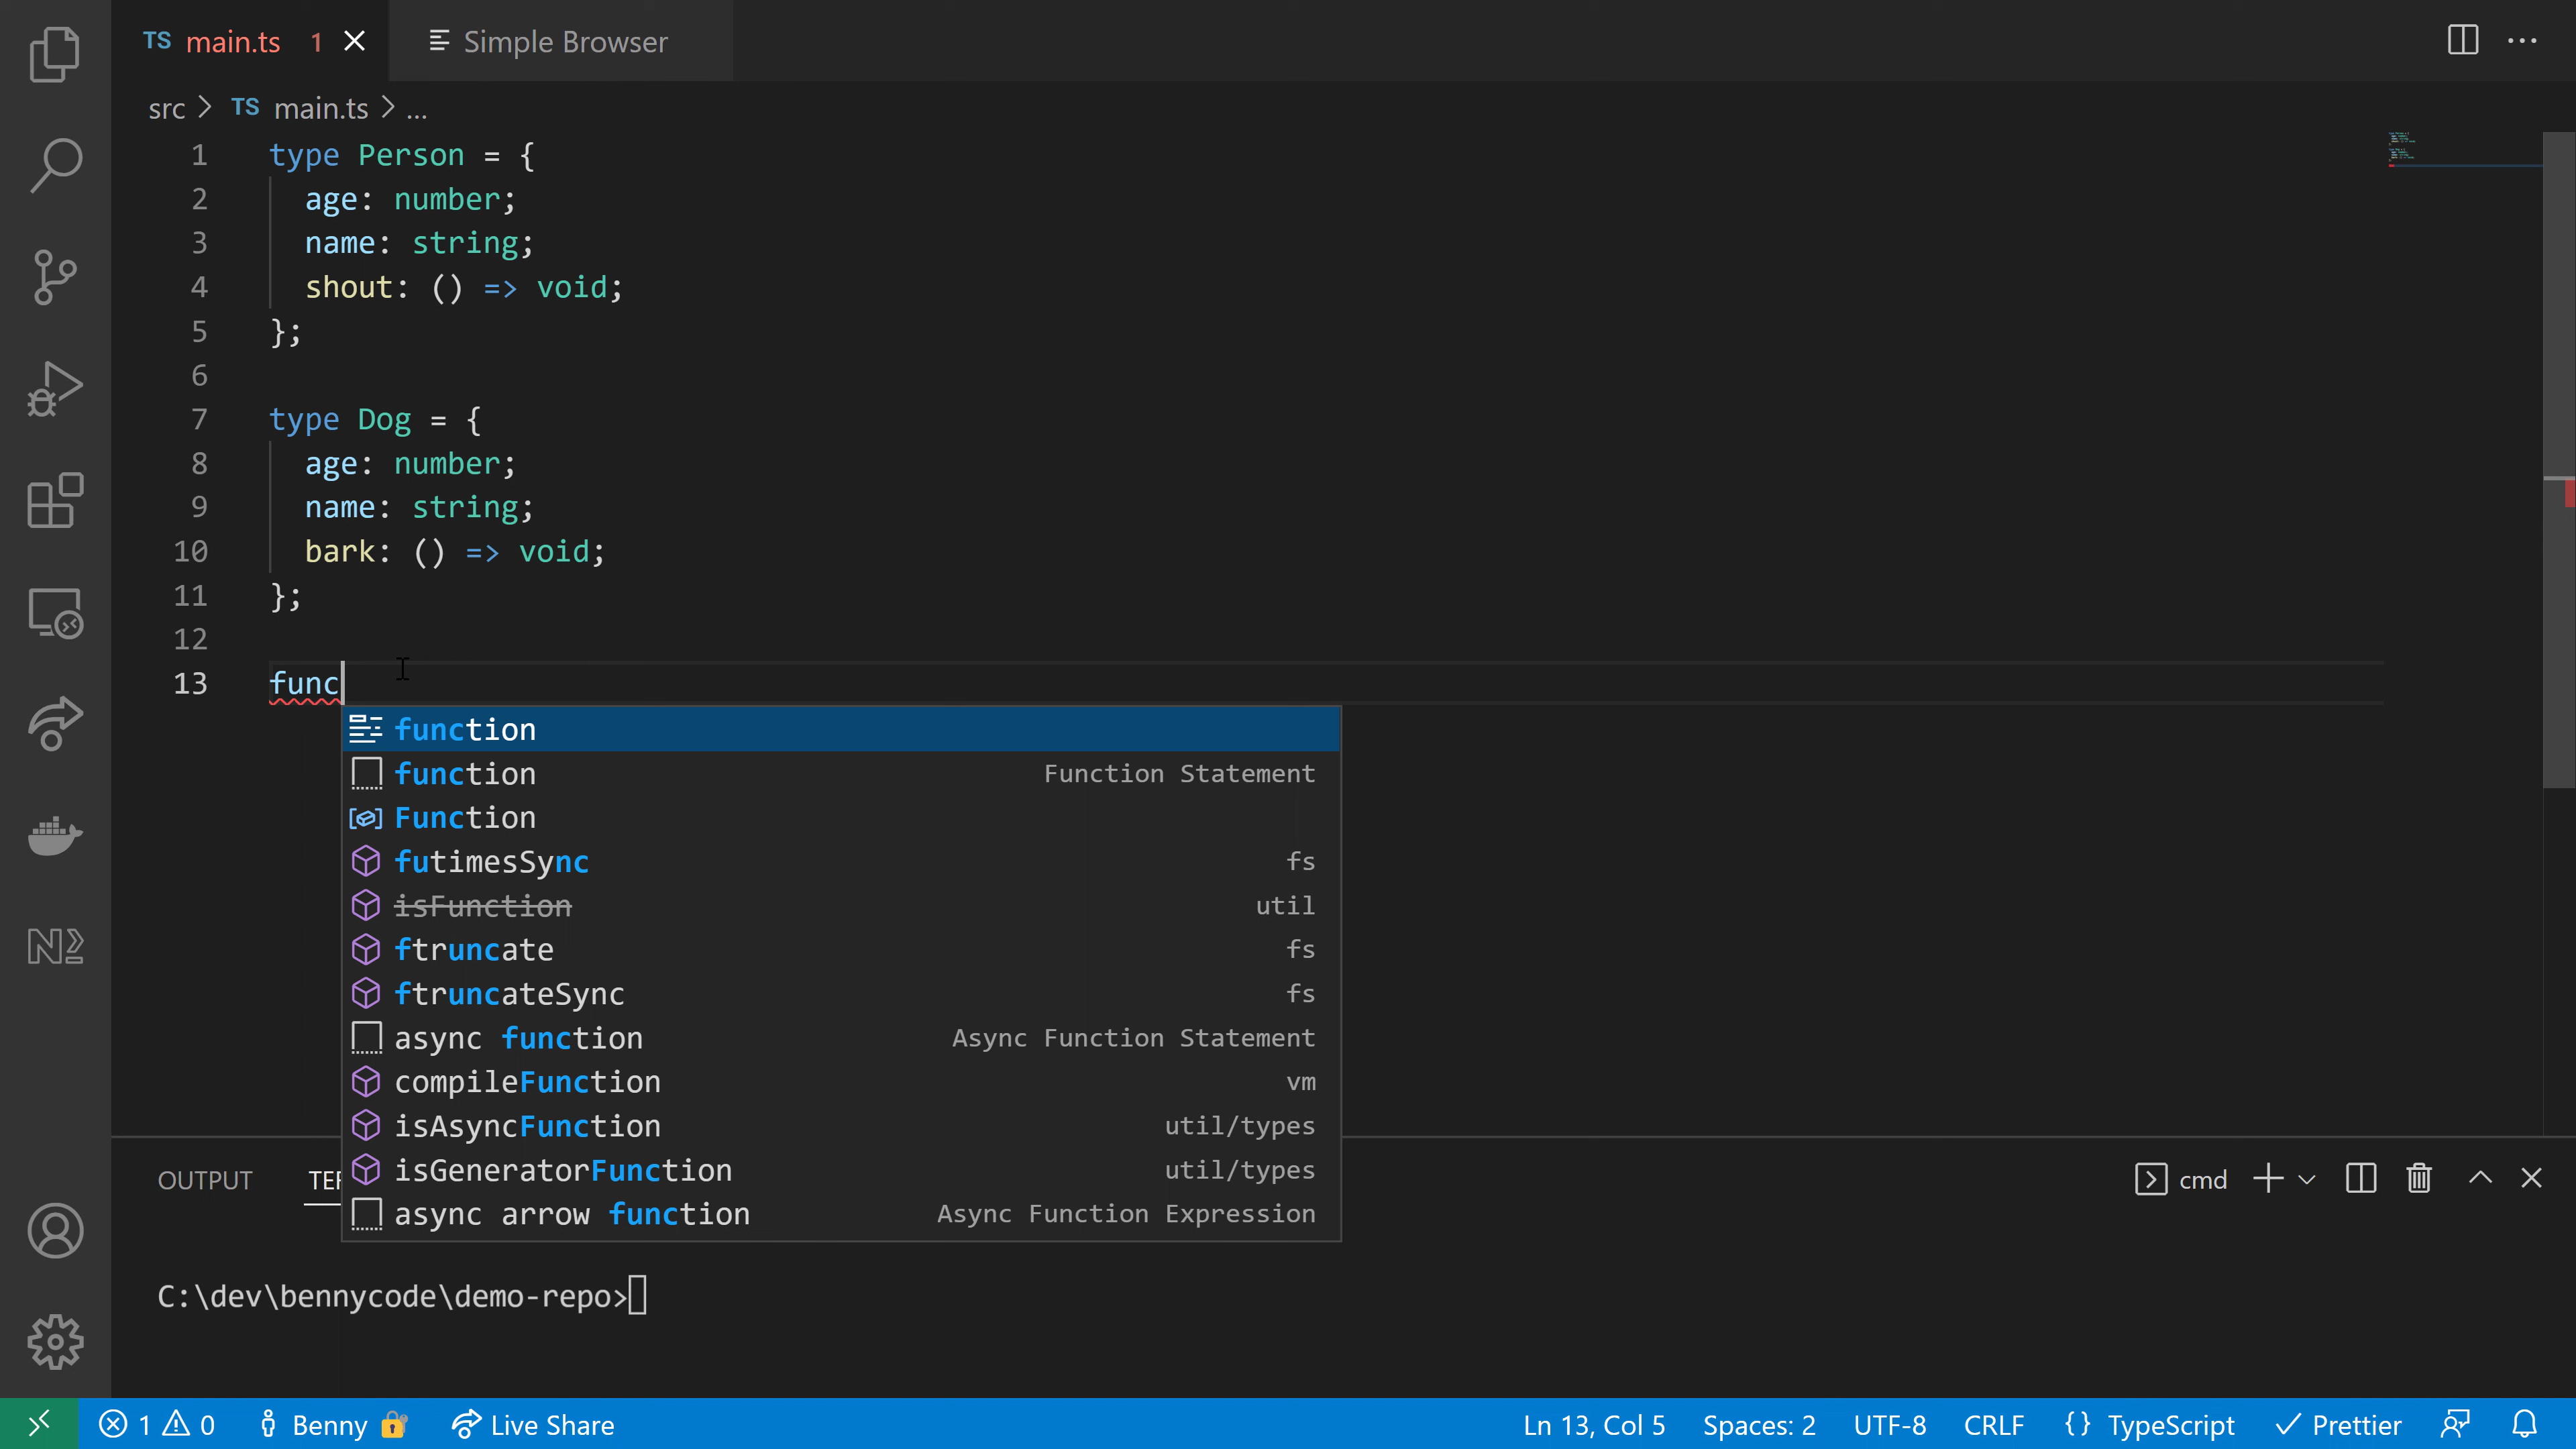 TS main.ts 1 Simple Browser
src > TS main.ts > ...
1 type Person = {
2   age: number;
3   name: string;
4   shout: () => void;
5 };
6
7 type Dog = {
8   age: number;
9   name: string;
10   bark: () => void;
11 };
12
13 func
function
function Function Statement
Function
futimesSync fs
isFunction util
ftruncate fs
ftruncateSync fs
async function Async Function Statement
compileFunction vm
isAsyncFunction util/types
isGeneratorFunction util/types
async arrow function Async Function Expression
OUTPUT TER cmd
C:\dev\bennycode\demo-repo>
1 0 Benny Live Share Ln 13, Col 5 Spaces: 2 UTF-8 CRLF {} TypeScript Prettier